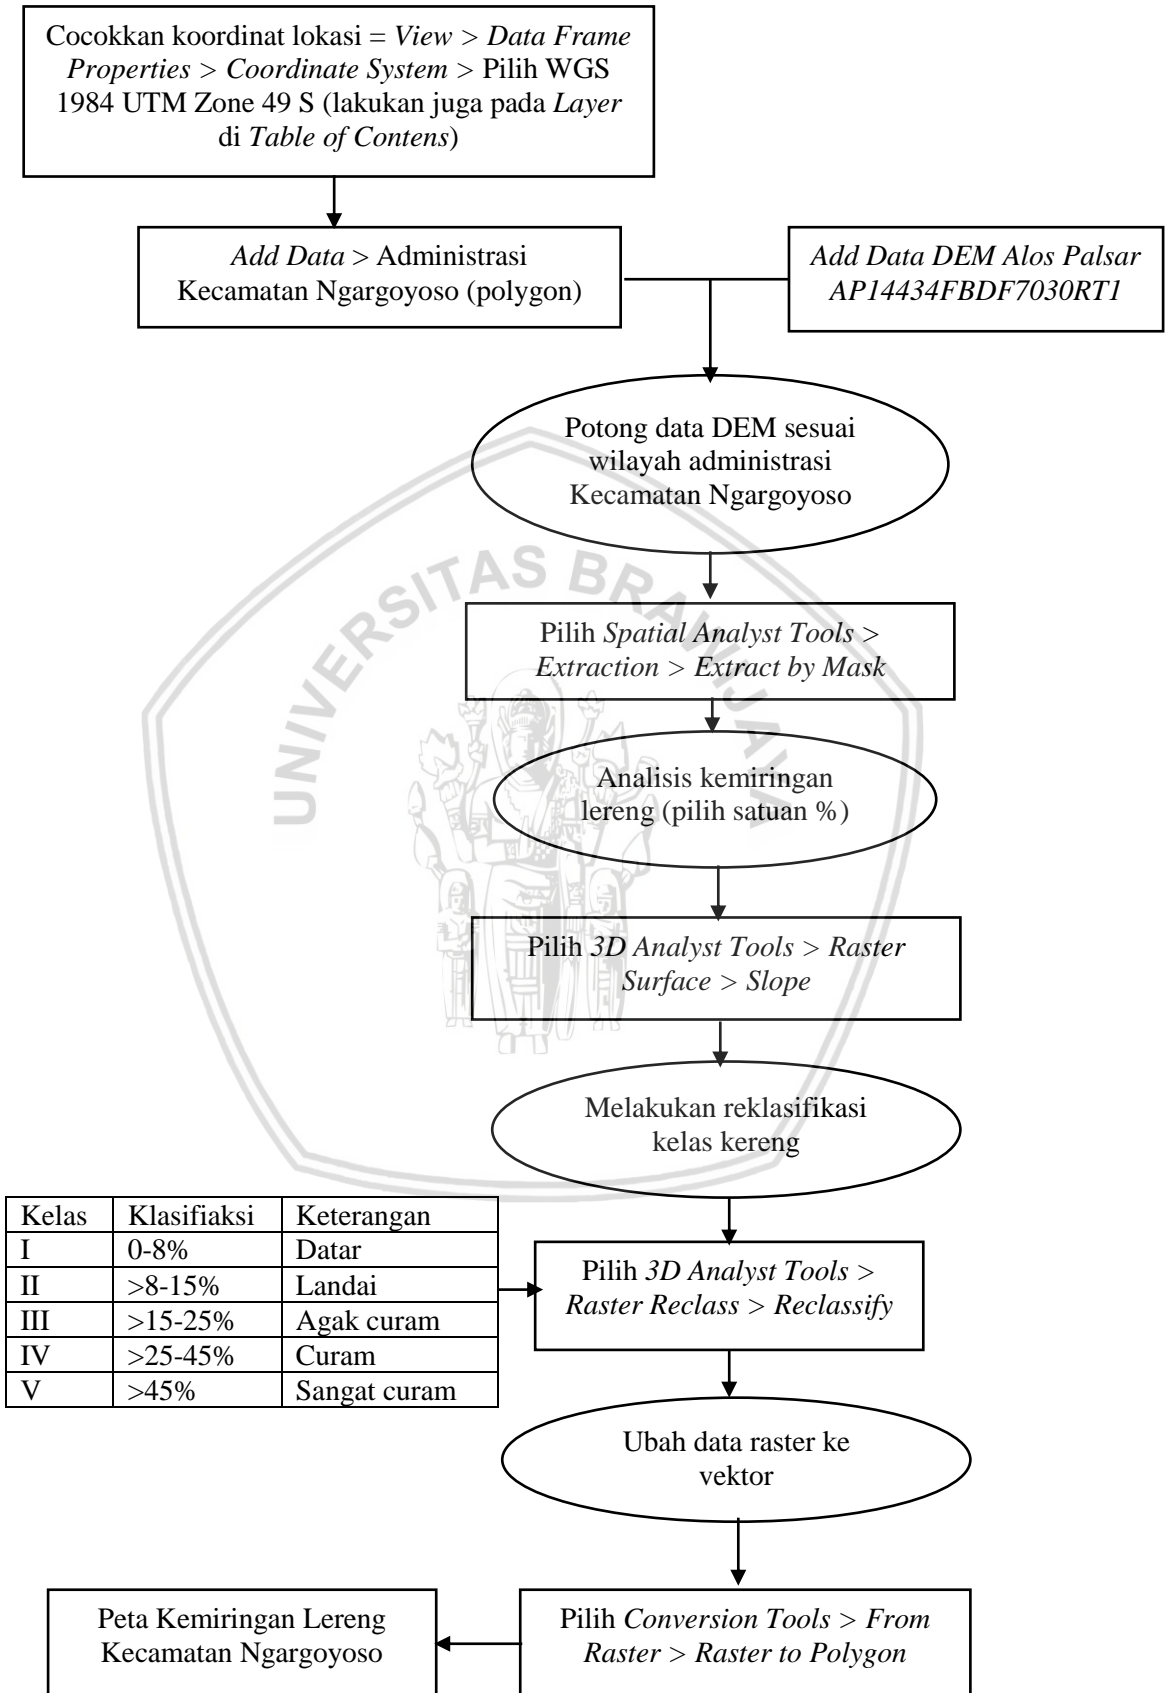 Cocokkan koordinat lokasi = View > Data Frame
Properties > Coordinate System > Pilih WGS
1984 UTM Zone 49 S (lakukan juga pada Layer
di Table of Contens)
Add Data > Administrasi
Kecamatan Ngargoyoso (polygon)
Add Data DEM Alos Palsar
AP14434FBDF7030RT1
Potong data DEM sesuai
wilayah administrasi
Kecamatan Ngargoyoso
UNIVERSITAS BRAWIJAYA
Pilih Spatial Analyst Tools >
Extraction > Extract by Mask
Analisis kemiringan
lereng (pilih satuan %)
Pilih 3D Analyst Tools > Raster
Surface > Slope
Melakukan reklasifikasi
kelas kereng
Kelas Klasifiaksi Keterangan
I 0-8% Datar
II >8-15% Landai
III >15-25% Agak curam
IV >25-45% Curam
V >45% Sangat curam
Pilih 3D Analyst Tools >
Raster Reclass > Reclassify
Ubah data raster ke
vektor
Peta Kemiringan Lereng
Kecamatan Ngargoyoso
Pilih Conversion Tools > From
Raster > Raster to Polygon